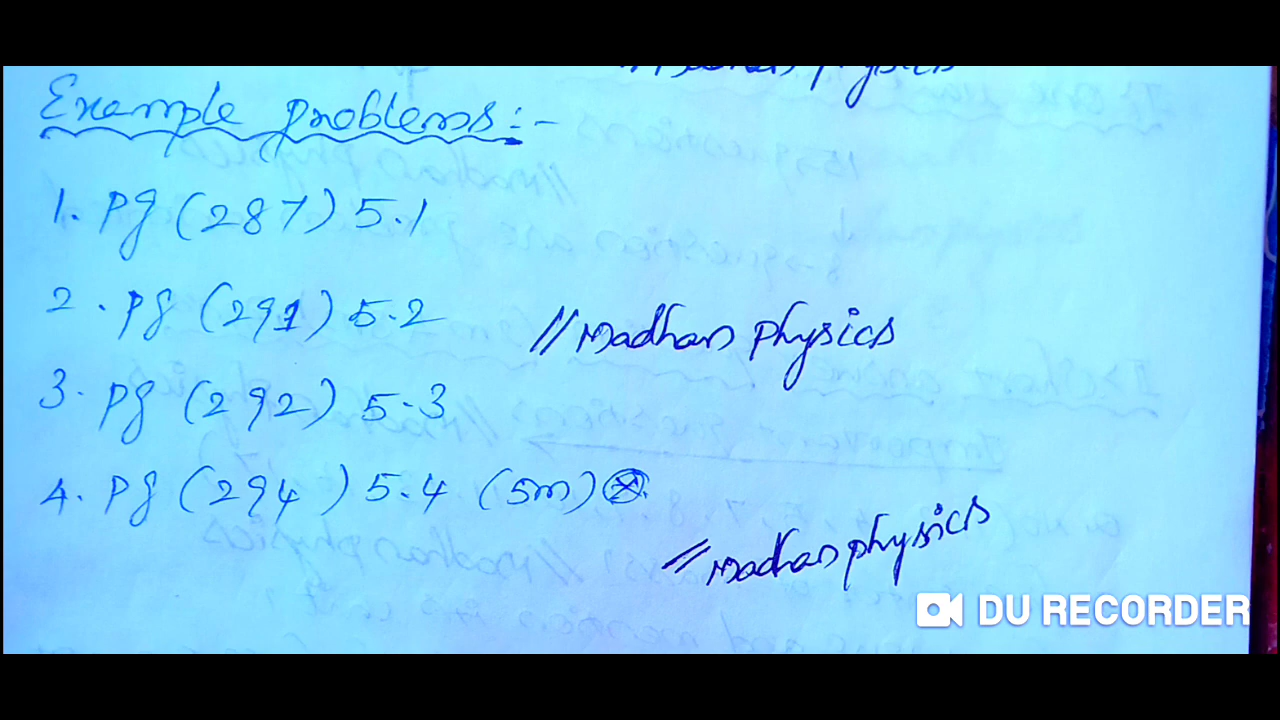 Example problems:-
1. pg (287) 5.1
2. pg (291) 5.2
// Madhan physics
3. pg (292) 5.3
4. pg (294) 5.4 (5m)
// Madhan physics
DU RECORDER